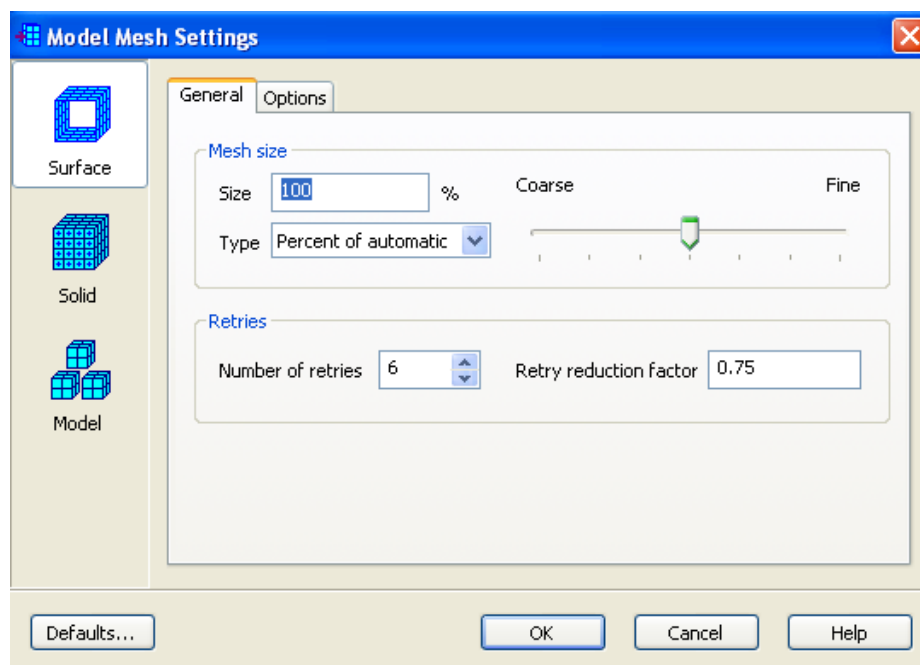 Model Mesh Settings
Surface
Solid
Model
General Options
Mesh size
Size 100 % Coarse Fine
Type Percent of automatic
Retries
Number of retries 6 Retry reduction factor 0.75
Defaults... OK Cancel Help